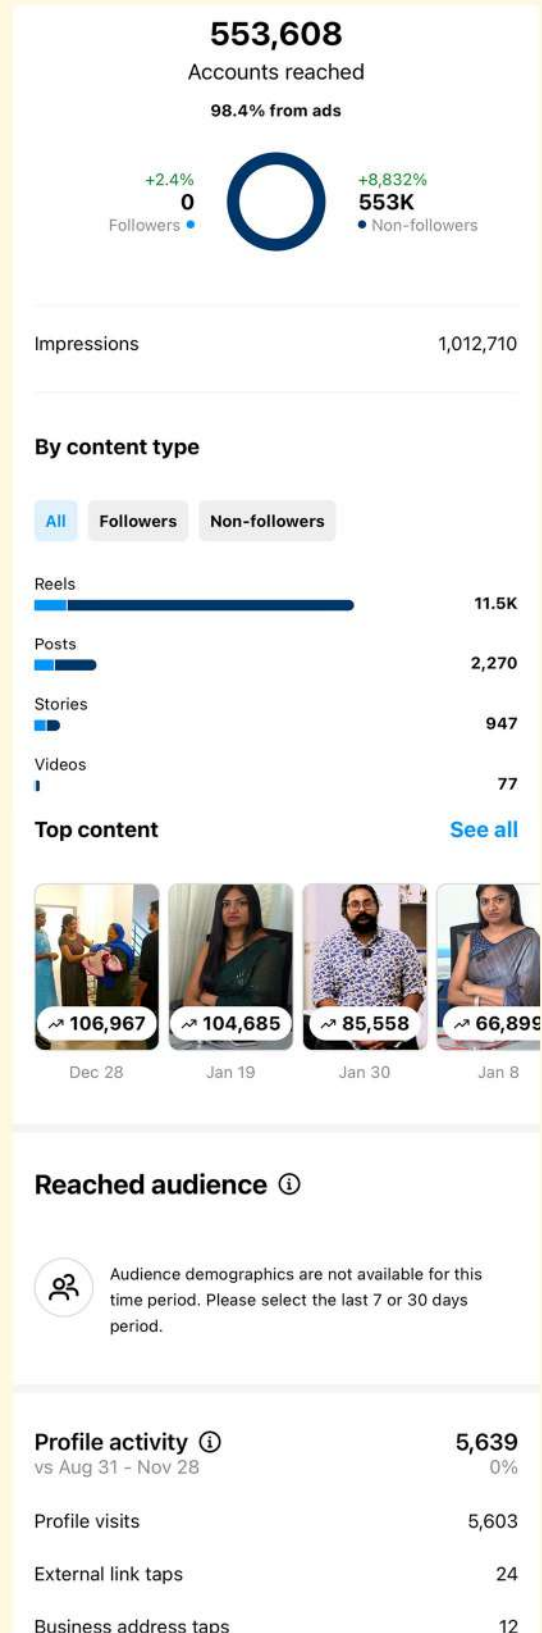 553,608
Accounts reached
98.4% from ads
+2.4%
0
Followers
+8,832%
553K
Non-followers
Impressions 1,012,710
By content type
All Followers Non-followers
Reels
11.5K
Posts
2,270
Stories
947
Videos
77
Top content See all
106,967 104,685 85,558 66,899
Dec 28 Jan 19 Jan 30 Jan 8
Reached audience
Audience demographics are not available for this
time period. Please select the last 7 or 30 days
period.
Profile activity 5,639
vs Aug 31 - Nov 28 0%
Profile visits 5,603
External link taps 24
Business address taps 12